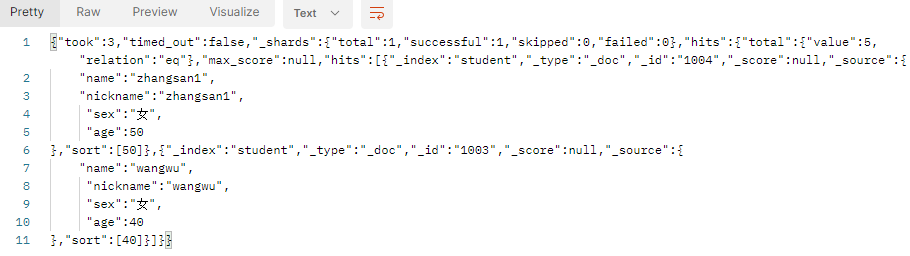 Pretty Raw Preview Visualize Text
1 {"took":3,"timed_out":false,"_shards":{"total":1,"successful":1,"skipped":0,"failed":0},"hits":{"total":{"value":5,
"relation":"eq"},"max_score":null,"hits":[{"_index":"student","_type":"_doc","_id":"1004","_score":null,"_source":{
2 "name":"zhangsan1",
3 "nickname":"zhangsan1",
4 "sex":"女",
5 "age":50
6 },"sort":[50]},{"_index":"student","_type":"_doc","_id":"1003","_score":null,"_source":{
7 "name":"wangwu",
8 "nickname":"wangwu",
9 "sex":"女",
10 "age":40
11 },"sort":[40]}]}}